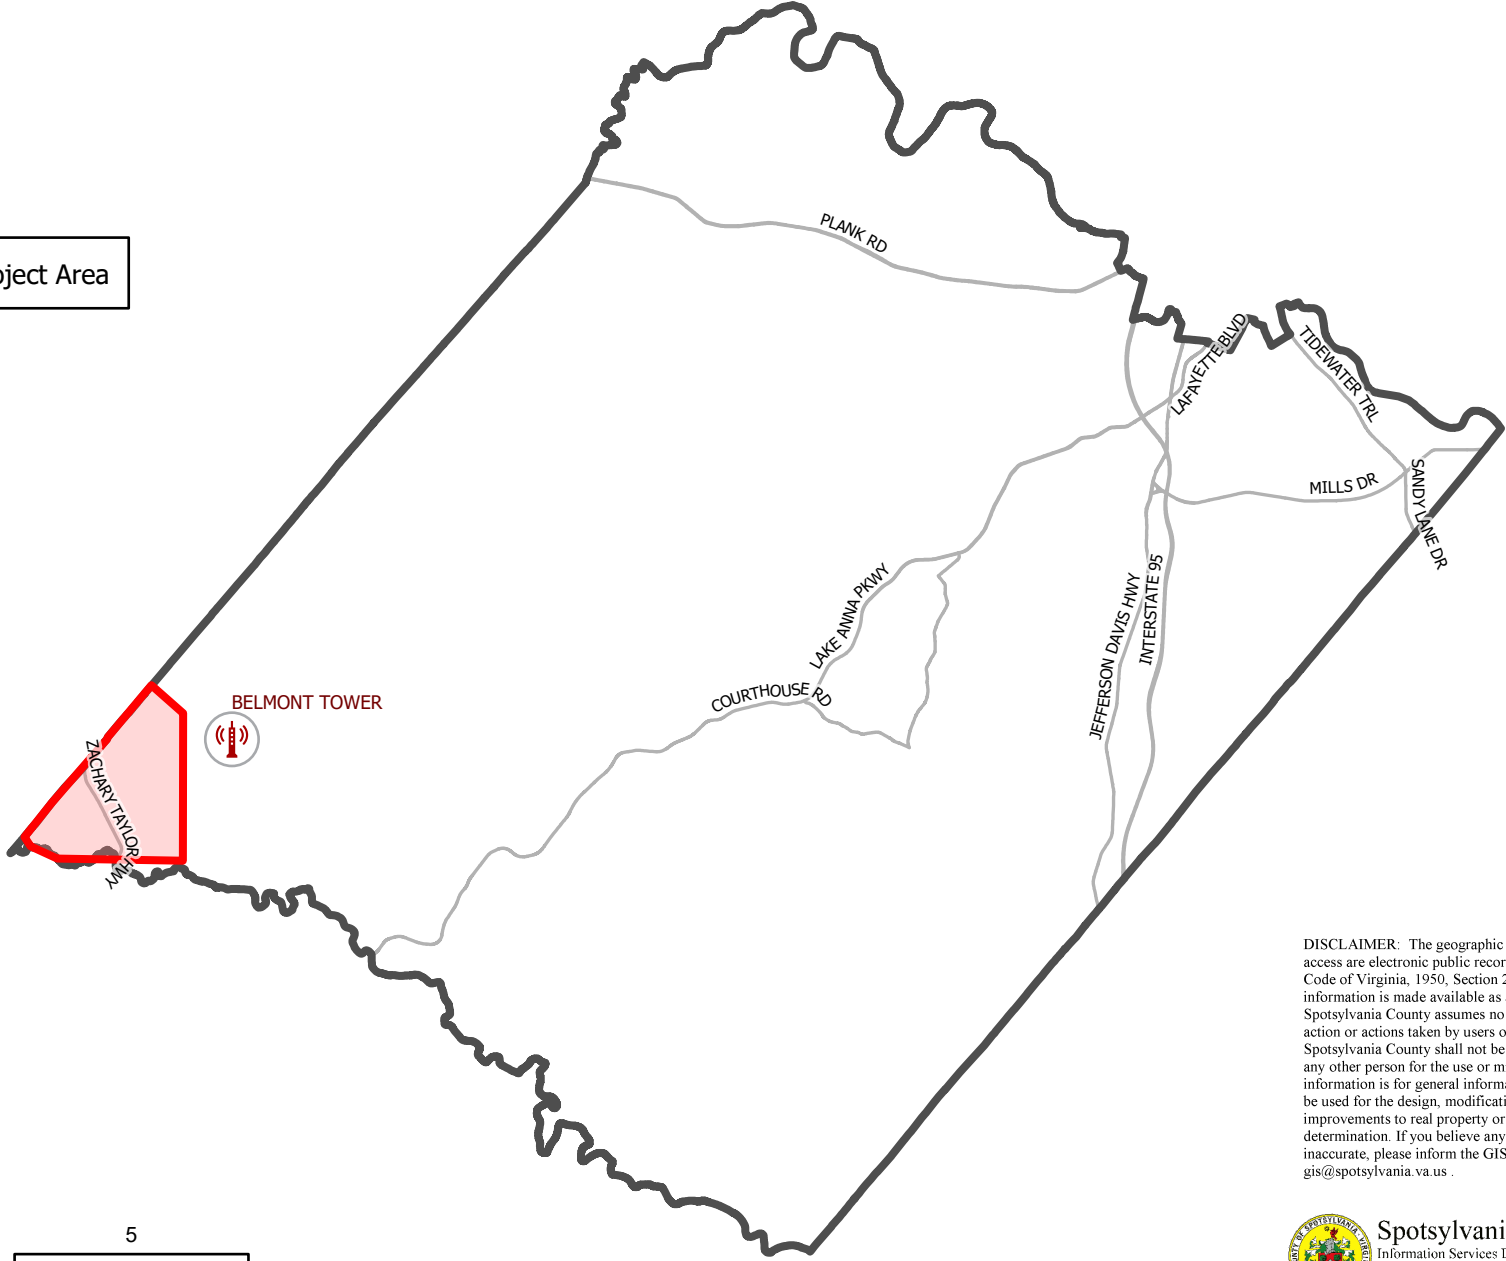 PLANK RD
LAFAYETTE BLVD
TIDEWATER TRL
Project Area
MILLS DR
SANDY LANE DR
INTERSTATE 95
JEFFERSON DAVIS HWY
LAKE ANNA PKWY
COURTHOUSE RD
BELMONT TOWER
ZACHARY TAYLOR HWY
DISCLAIMER: The geographic
access are electronic public recor
Code of Virginia, 1950, Section 2
information is made available as
Spotsylvania County assumes no
action or actions taken by users o
Spotsylvania County shall not be
any other person for the use or m
information is for general informa
be used for the design, modificati
improvements to real property or
determination. If you believe any
inaccurate, please inform the GIS
gis@spotsylvania.va.us .
5
Spotsylvani
Information Services D